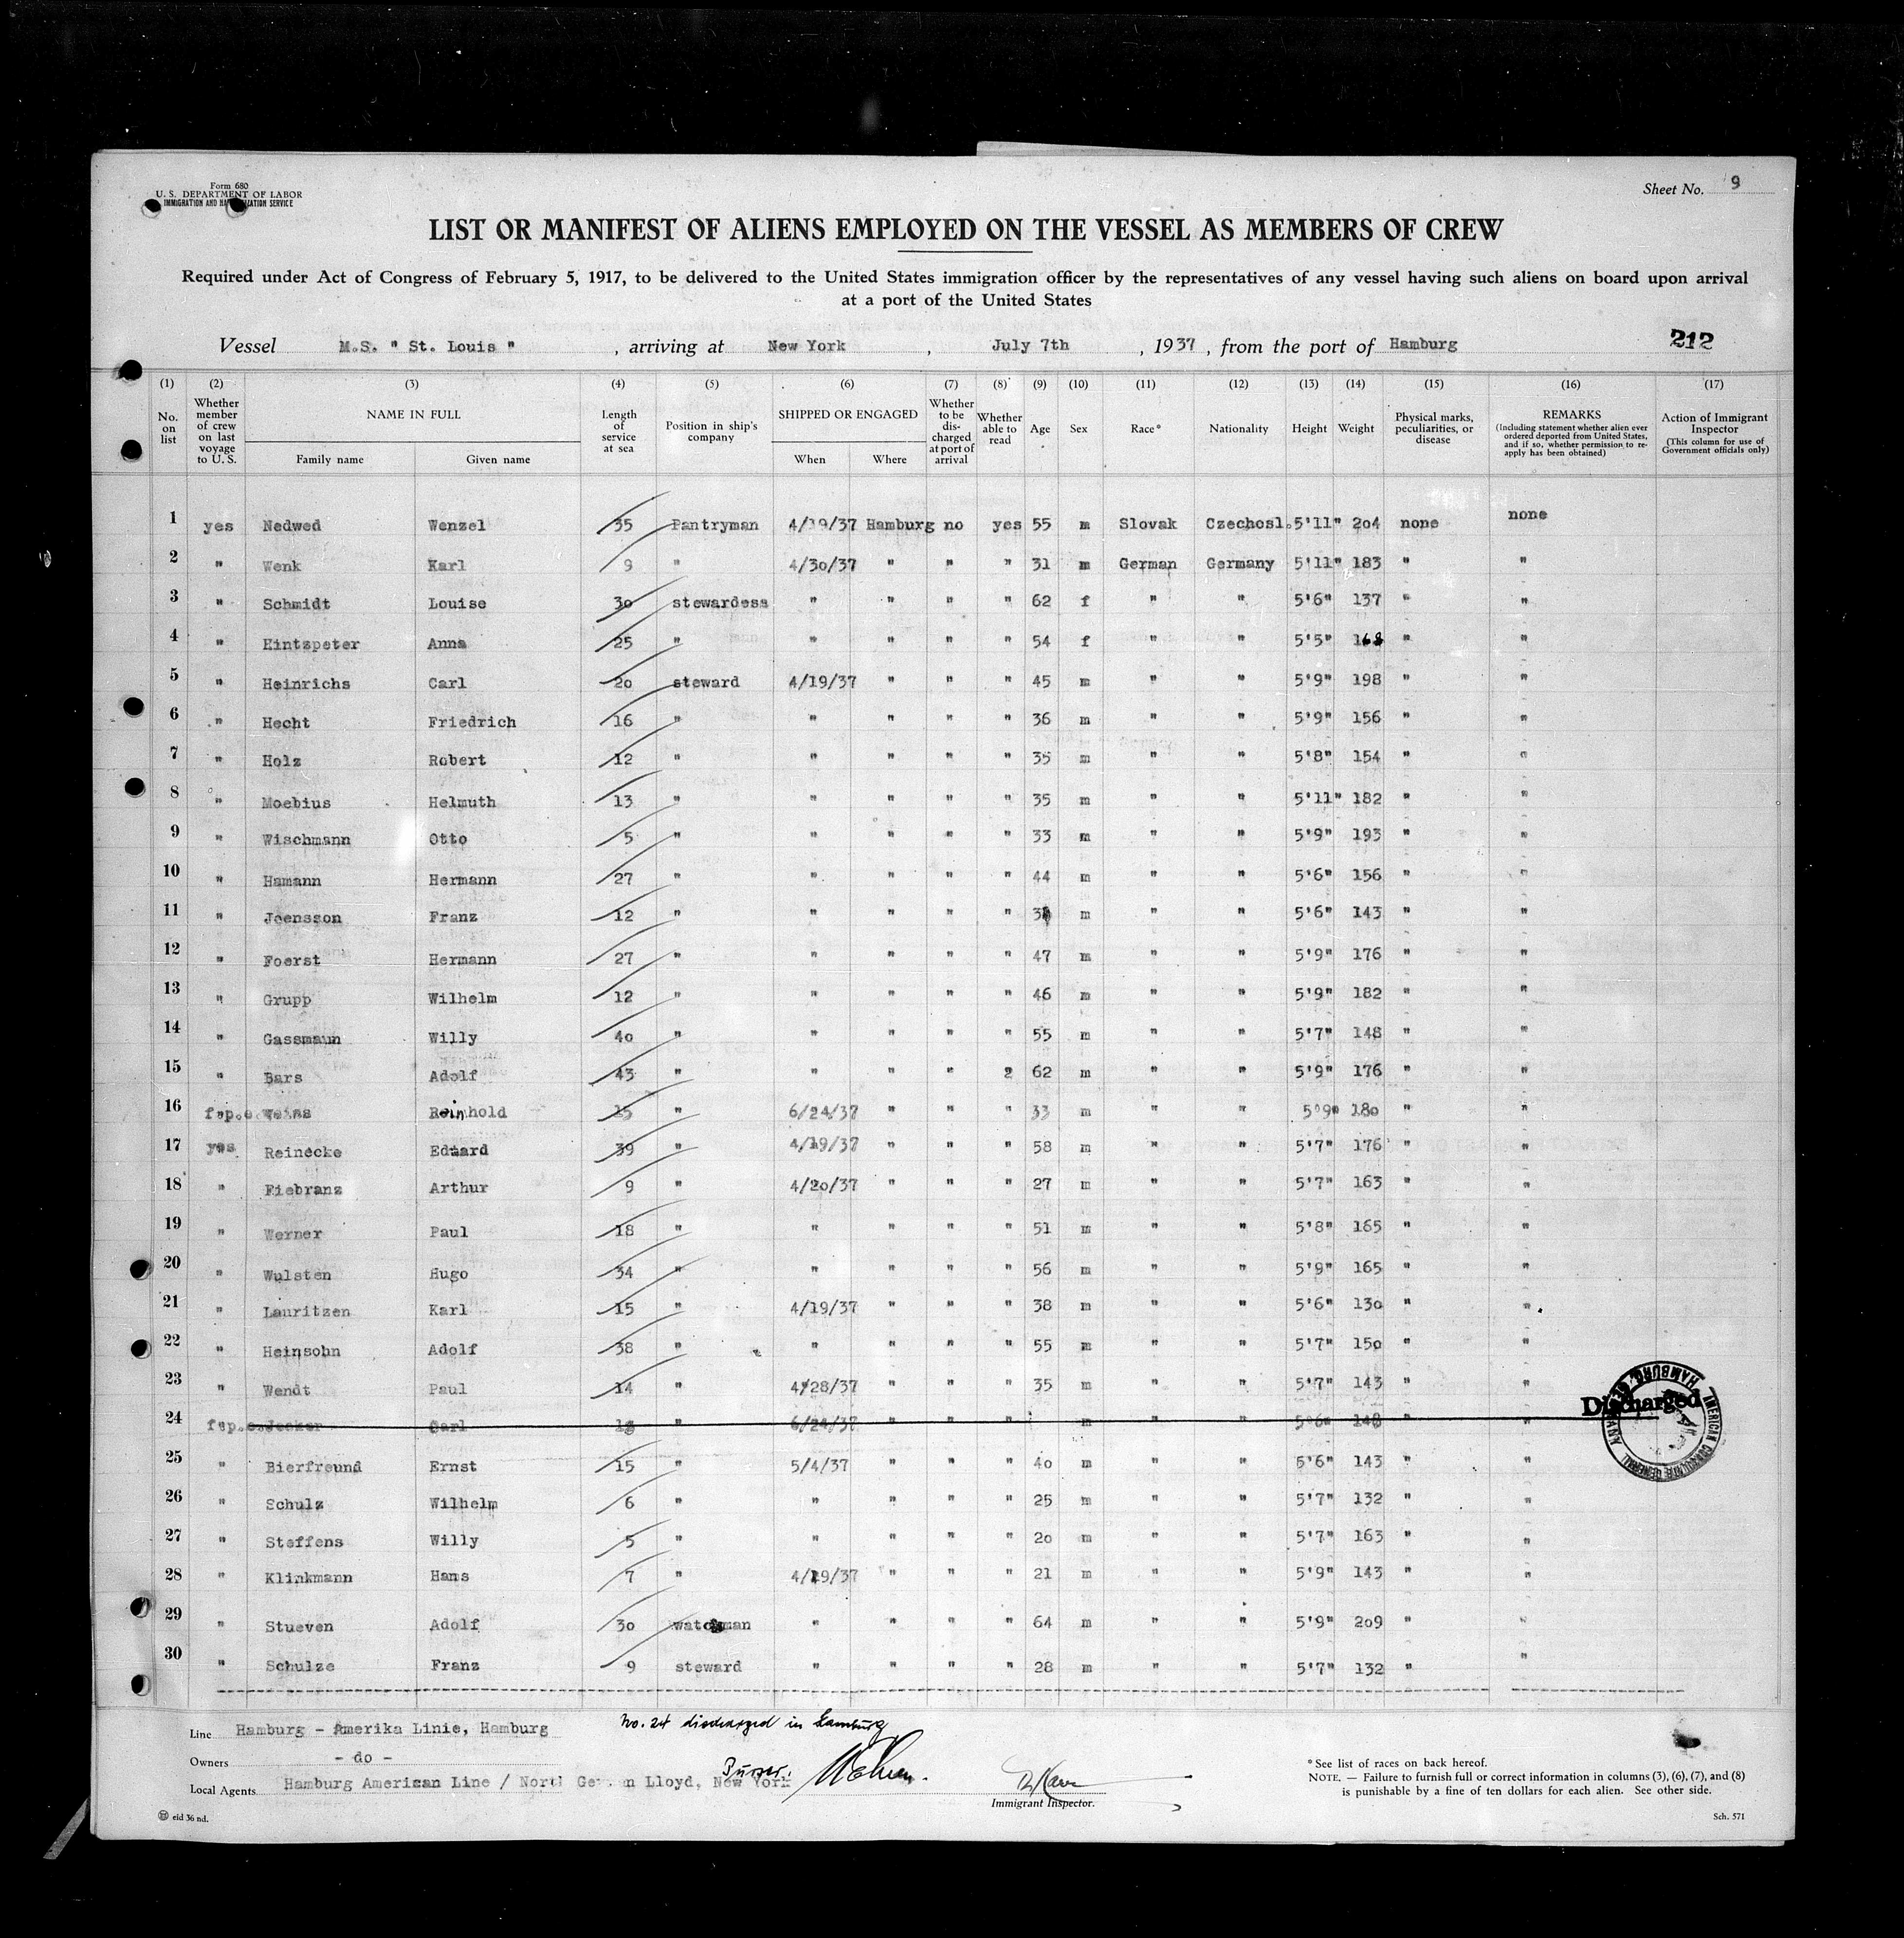 Form 680
U. S. DEPARTMENT OF LABOR
IMMIGRATION AND NATURALIZATION SERVICE
Sheet No. 9
LIST OR MANIFEST OF ALIENS EMPLOYED ON THE VESSEL AS MEMBERS OF CREW
Required under Act of Congress of February 5, 1917, to be delivered to the United States immigration officer by the representatives of any vessel having such aliens on board upon arrival
at a port of the United States
Vessel M.S. " St. Louis " , arriving at New York , July 7th , 1937 , from the port of Hamburg 212
(1) (2) (3) (4) (5) (6) (7) (8) (9) (10) (11) (12) (13) (14) (15) (16) (17)
No. on list
Whether member of crew on last voyage to U. S.
NAME IN FULL
Family name Given name
Length of service at sea
Position in ship's company
SHIPPED OR ENGAGED
When Where
Whether to be discharged at port of arrival
Whether able to read
Age
Sex
Race*
Nationality
Height
Weight
Physical marks, peculiarities, or disease
REMARKS
(Including statement whether alien ever ordered deported from United States, and if so, whether permission to re-apply has been obtained)
Action of Immigrant Inspector
(This column for use of Government officials only)
1 yes Nedwed Wenzel 35 Pantryman 4/19/37 Hamburg no yes 55 m Slovak Czechosl. 5'11" 204 none none
2 " Wenk Karl 9 " 4/30/37 " " " 31 m German Germany 5'11" 183 " "
3 " Schmidt Louise 30 stewardess " " " " 62 f " " 5'6" 137 " "
4 " Hintzpeter Anna 25 " " " " " 54 f " " 5'5" 168 " "
5 " Heinrichs Carl 20 steward 4/19/37 " " " 45 m " " 5'9" 198 " "
6 " Hecht Friedrich 16 " " " " " 36 m " " 5'9" 156 " "
7 " Holz Robert 12 " " " " " 35 m " " 5'8" 154 " "
8 " Moebius Helmuth 13 " " " " " 35 m " " 5'11" 182 " "
9 " Wischmann Otto 5 " " " " " 33 m " " 5'9" 193 " "
10 " Hamann Hermann 27 " " " " " 44 m " " 5'6" 156 " "
11 " Joensson Franz 12 " " " " " m " " 5'6" 143 " "
12 " Foerst Hermann 27 " " " " " 47 m " " 5'9" 176 " "
13 " Grupp Wilhelm 12 " " " " " 46 m " " 5'9" 182 " "
14 " Gassmann Willy 40 " " " " " 55 m " " 5'7" 148 " "
15 " Bars Adolf 43 " " " " 2 62 m " " 5'9" 176 " "
16 f.p.o. Weiss Reinhold 15 " 6/24/37 " " " 33 m " " 5'9" 180 " "
17 yes Reinecke Eduard 39 " 4/19/37 " " " 58 m " " 5'7" 176 " "
18 " Fiebranz Arthur 9 " 4/20/37 " " " 27 m " " 5'7" 163 " "
19 " Werner Paul 18 " " " " " 51 m " " 5'8" 165 " "
20 " Wulsten Hugo 34 " " " " " 56 m " " 5'9" 165 " "
21 " Lauritzen Karl 15 " 4/19/37 " " " 38 m " " 5'6" 130 " "
22 " Heinsohn Adolf 38 " " " " " 55 m " " 5'7" 150 " "
23 " Wendt Paul 14 " 4/28/37 " " " 35 m " " 5'7" 143 " "
24 Carl " 6/24/37 " " " m " " 5'6" 148 " " Discharged
AMERICAN CONSULATE GENERAL HAMBURG, GERMANY
25 " Bierfreund Ernst 15 " 5/4/37 " " " 40 m " " 5'6" 143 " "
26 " Schulz Wilhelm 6 " " " " " 25 m " " 5'7" 132 " "
27 " Steffens Willy 5 " " " " " 20 m " " 5'7" 163 " "
28 " Klinkmann Hans 7 " 4/19/37 " " " 21 m " " 5'9" 143 " "
29 " Stueven Adolf 30 watchman " " " " 64 m " " 5'9" 209 " "
30 " Schulze Franz 9 steward " " " " 28 m " " 5'7" 132 " "
Line Hamburg - Amerika Linie, Hamburg
No. 24 discharged in Hamburg
Owners - do -
Local Agents Hamburg American Line / North German Lloyd, New York
Purser.
Immigrant Inspector.
* See list of races on back hereof.
NOTE. — Failure to furnish full or correct information in columns (3), (6), (7), and (8)
is punishable by a fine of ten dollars for each alien. See other side.
eid 36 nd.
Sch. 571